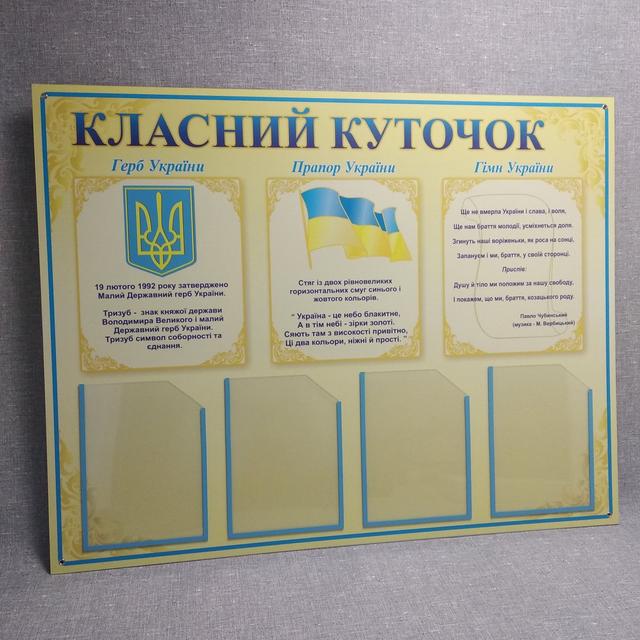 КЛАСНИЙ КУТОЧОК
Герб України
19 лютого 1992 року затверджено
Малий Державний герб України.
Тризуб - знак княжої держави
Володимира Великого і малий
Державний герб України.
Тризуб символ соборності та
єднання.
Прапор України
Стяг із двох рівновеликих
горизонтальних смуг синього і
жовтого кольорів.
" Україна - це небо блакитне,
А в тім небі - зірки золоті.
Сяють там з високості привітно,
Ці два кольори, ніжні й прості. "
Гімн України
Ще не вмерла України і слава, і воля,
Ще нам браття молодії, усміхнеться доля.
Згинуть наші воріженьки, як роса на сонці,
Запануєм і ми, браття, у своїй сторонці.
Приспів:
Душу й тіло ми положим за нашу свободу,
І покажем, що ми, браття, козацького роду.
Павло Чубинський
(музика - М. Вербицький)